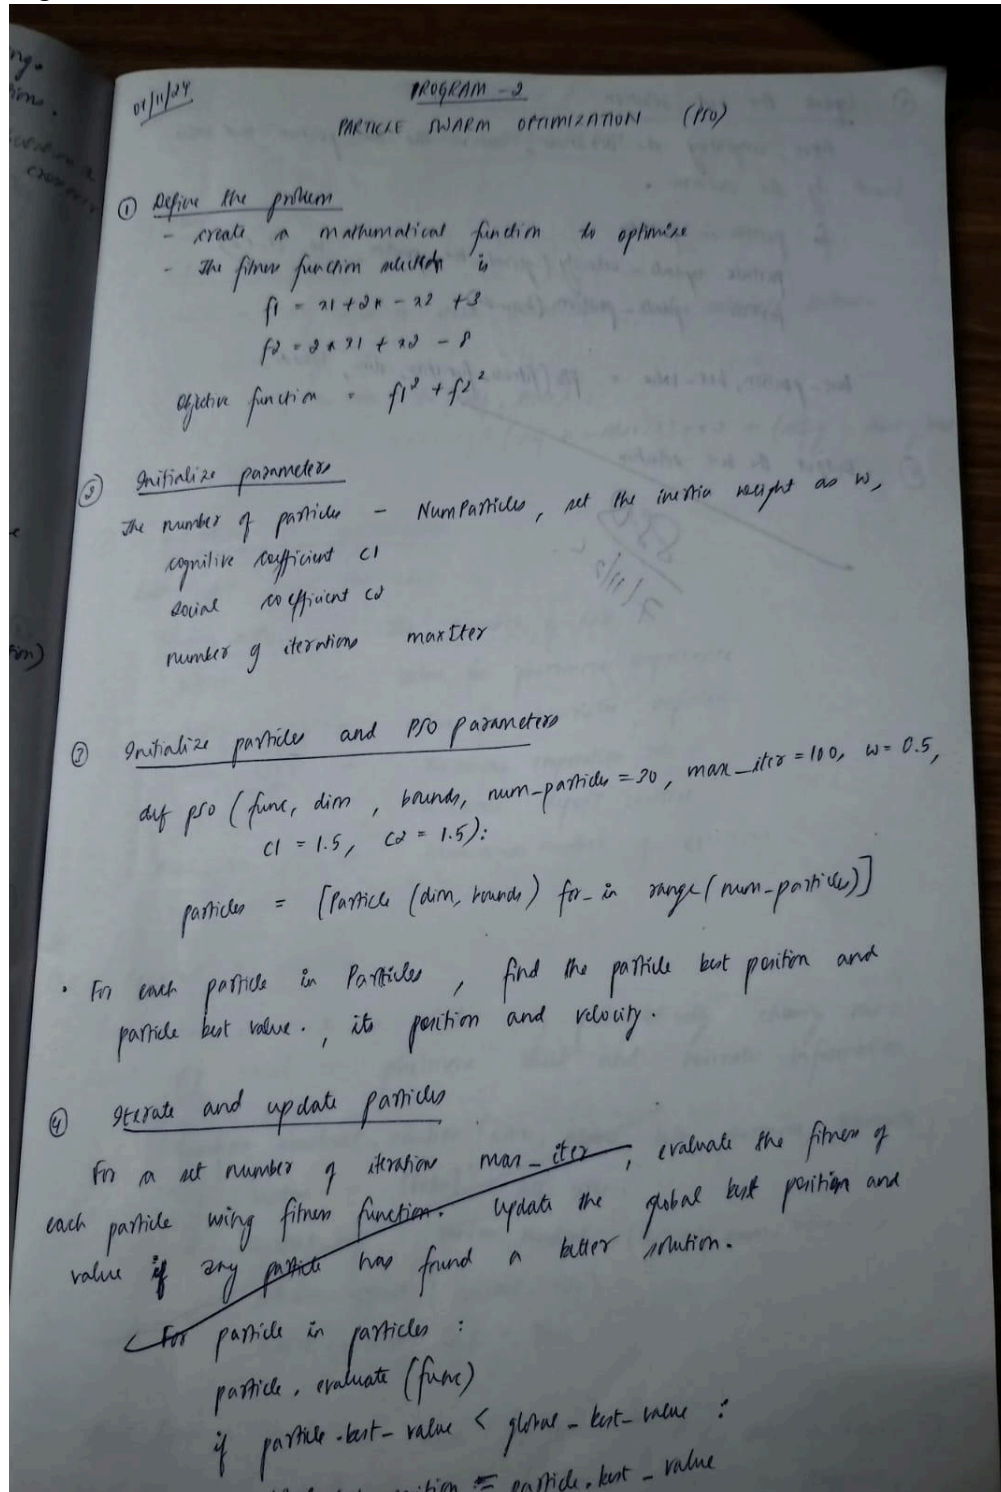 07/11/24
PROGRAM - 2
PARTICLE SWARM OPTIMIZATION (PSO)
① Define the problem
- create a mathematical function to optimize
- The fitness function selected is
f1 = x1 + 2* - x2 + 3
f2 = 2 * x1 + x2 - 8
objective function = f1² + f2²
② Initialize parameters
The number of particles - NumParticles, set the inertia weight as W,
cognitive coefficient C1
social coefficient C2
number of iterations maxIter
③ Initialize particles and PSO parameters
def pso (func, dim, bounds, num_particles = 30, max_iter = 100, w = 0.5,
C1 = 1.5, C2 = 1.5):
particles = [Particle (dim, bounds) for _ in range (num_particles)]
• For each particle in Particles, find the particle best position and
particle best value., its position and velocity.
④ Iterate and update particles
For a set number of iteration max_iter, evaluate the fitness of
each particle using fitness function. Update the global best position and
value if any particle has found a better solution.
For particle in particles :
particle. evaluate (func)
if particle.best_value < global_best_value :
= particle.best_value